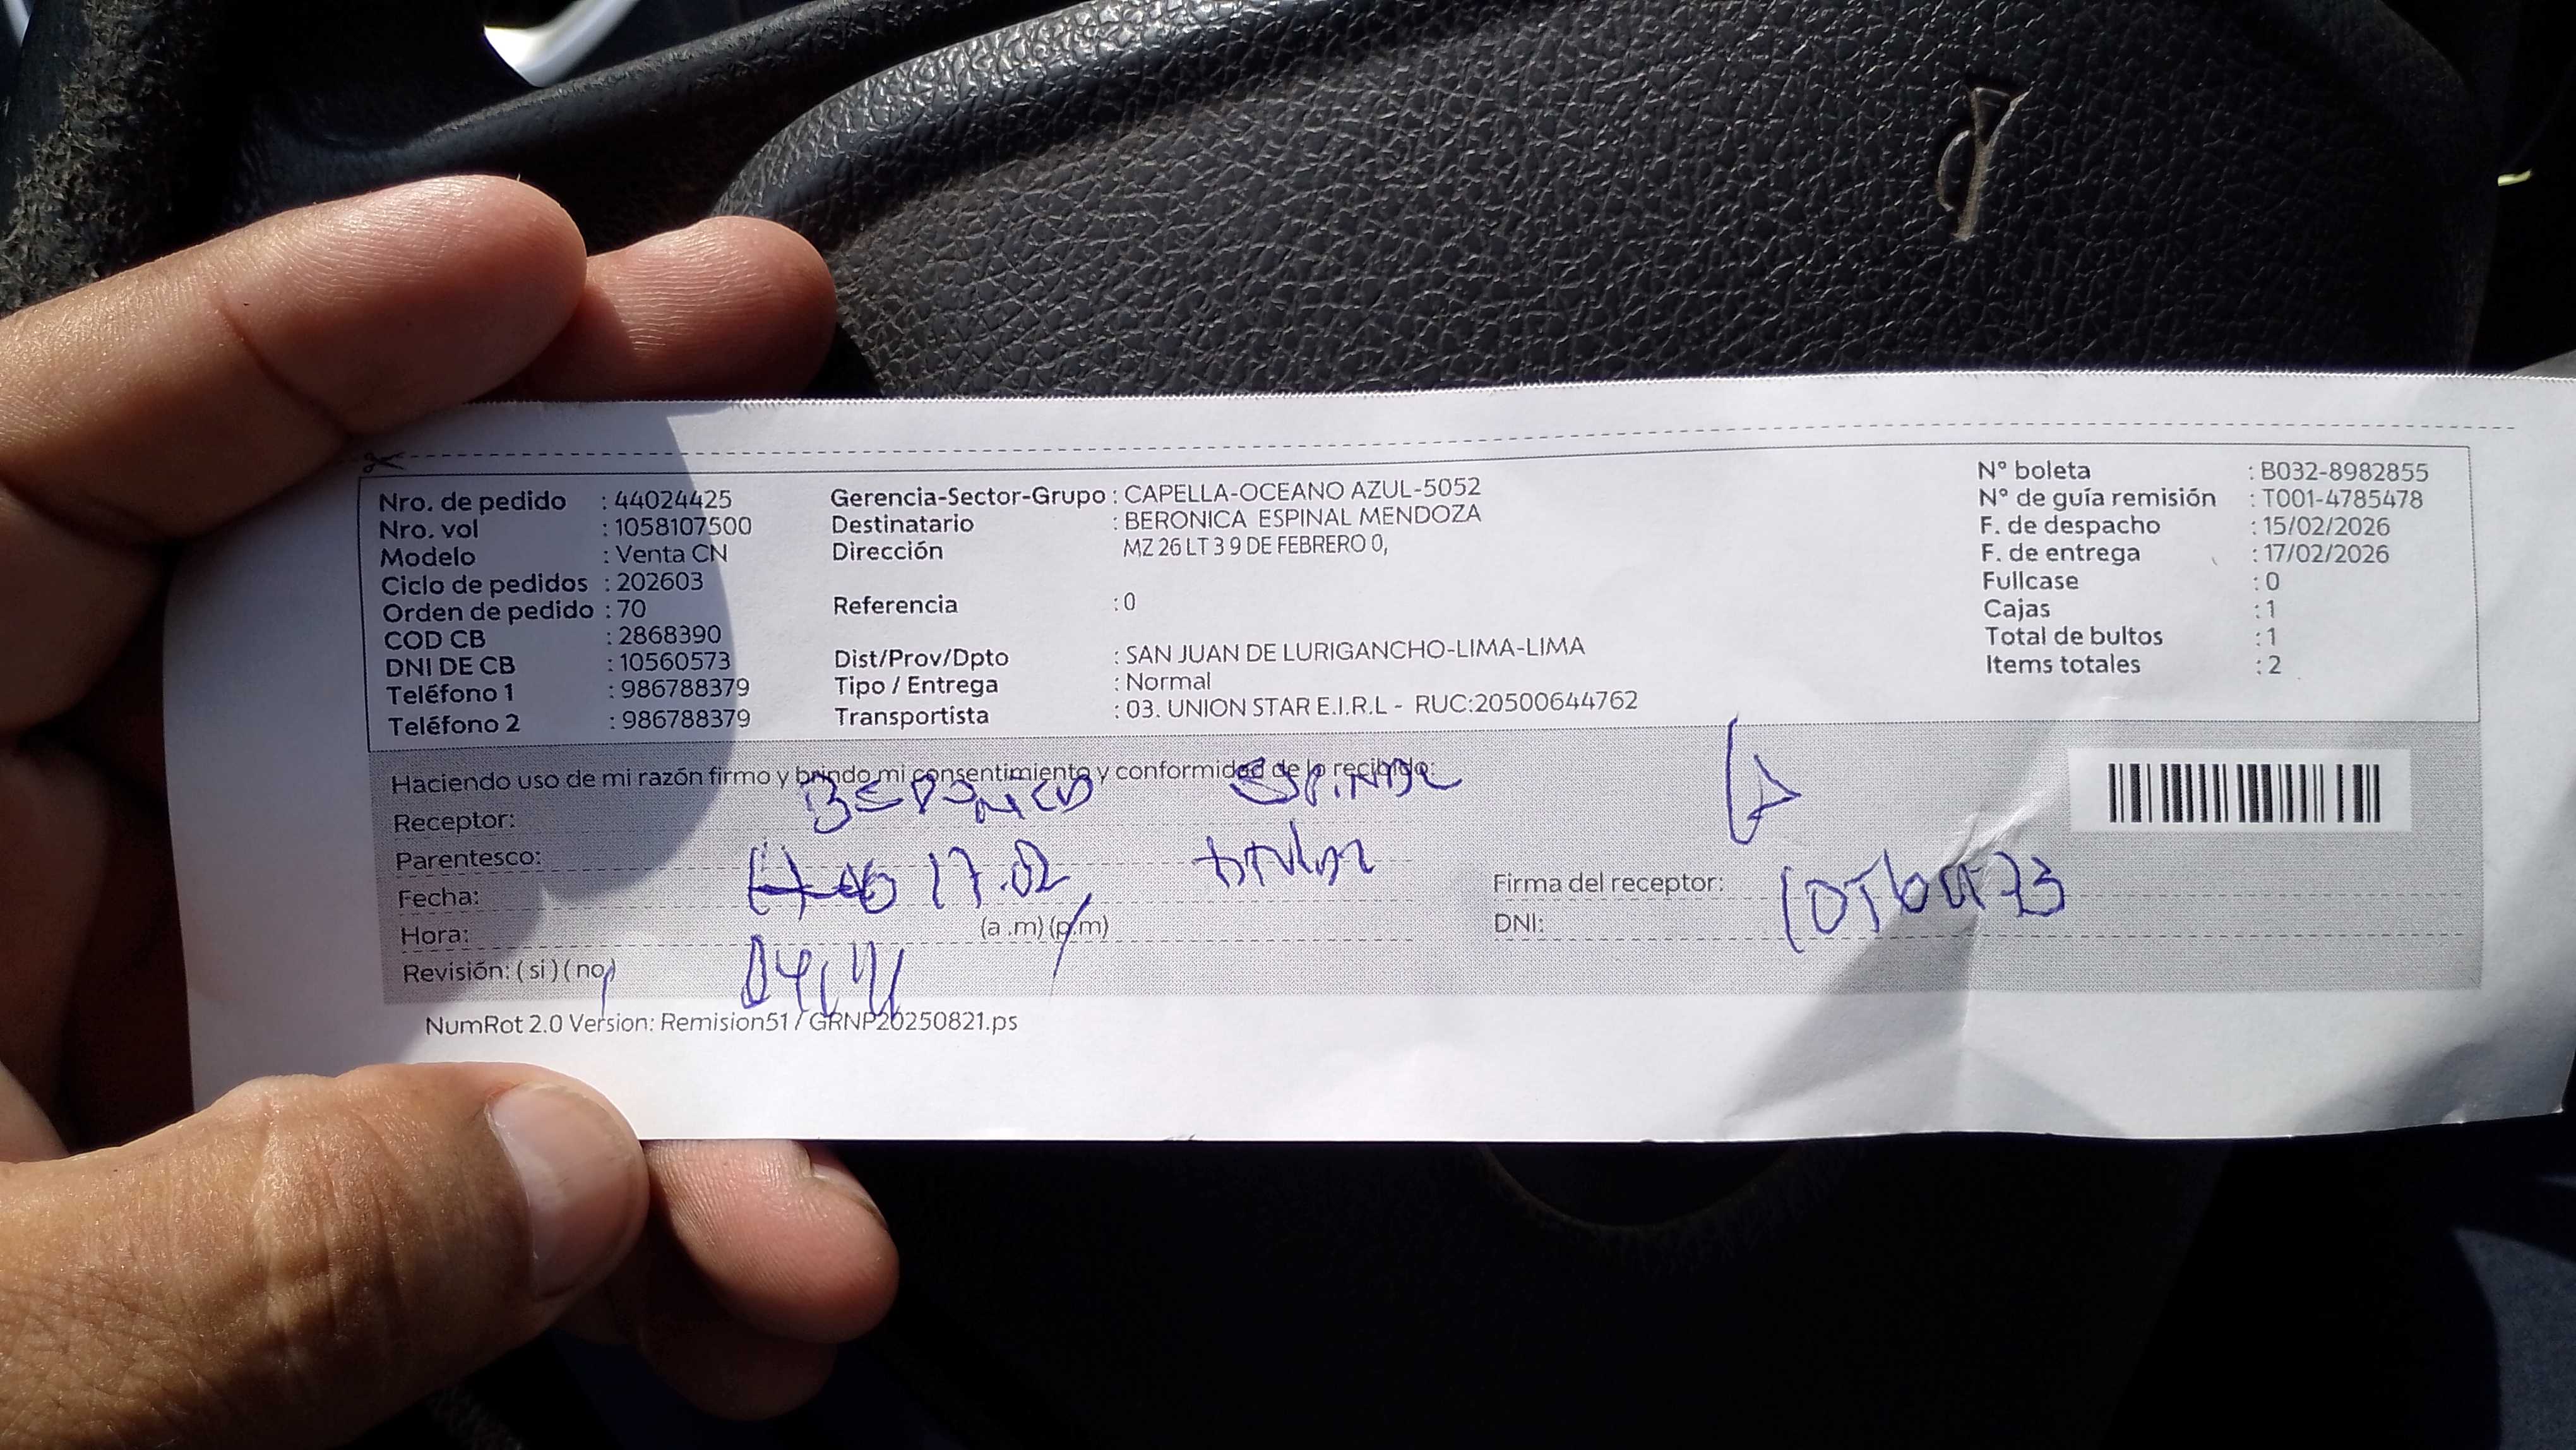 Nro. de pedido : 44024425
Nro. vol : 1058107500
Modelo : Venta CN
Ciclo de pedidos : 202603
Orden de pedido : 70
COD CB : 2868390
DNI DE CB : 10560573
Teléfono 1 : 986788379
Teléfono 2 : 986788379
Gerencia-Sector-Grupo : CAPELLA-OCEANO AZUL-5052
Destinatario : BERONICA ESPINAL MENDOZA
Dirección MZ 26 LT 3 9 DE FEBRERO 0,
Referencia : 0
Dist/Prov/Dpto : SAN JUAN DE LURIGANCHO-LIMA-LIMA
Tipo / Entrega : Normal
Transportista : 03. UNION STAR E.I.R.L - RUC:20500644762
N° boleta : B032-8982855
N° de guía remisión : T001-4785478
F. de despacho : 15/02/2026
F. de entrega : 17/02/2026
Fullcase : 0
Cajas : 1
Total de bultos : 1
Items totales : 2
Haciendo uso de mi razón firmo y brindo mi consentimiento y conformidad de lo recibido:
Receptor:
Parentesco: titular
Fecha: 17.02
Hora: (a .m) (p.m)
Revisión: ( si ) ( no )
Firma del receptor:
DNI:
NumRot 2.0 Version: Remision51 / GRNP20250821.ps